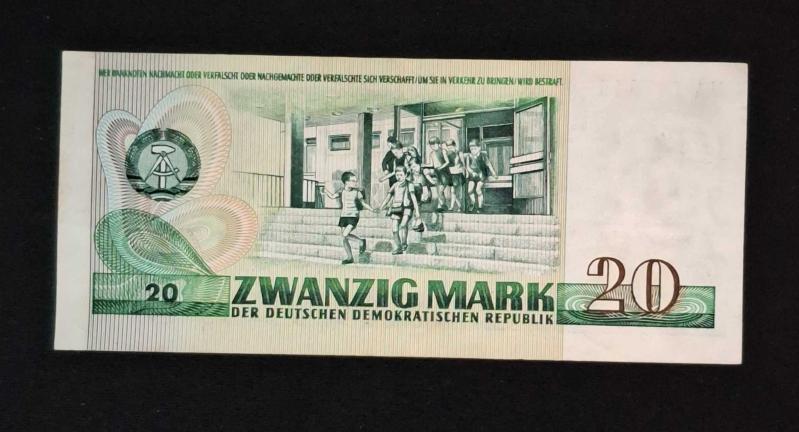 WER BANKNOTEN NACHMACHT ODER VERFÄLSCHT ODER NACHGEMACHTE ODER VERFÄLSCHTE SICH VERSCHAFFT/UM SIE IN VERKEHR ZU BRINGEN/WIRD BESTRAFT.
20
ZWANZIG MARK
DER DEUTSCHEN DEMOKRATISCHEN REPUBLIK
20